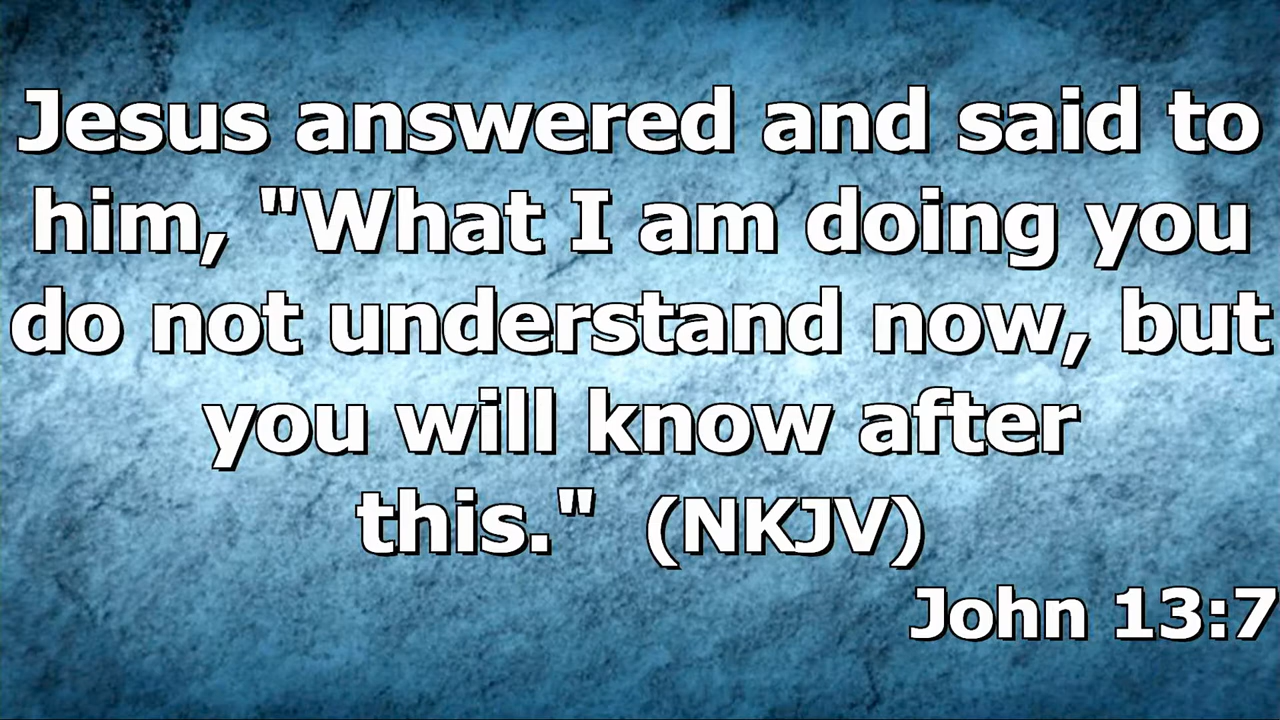 Jesus answered and said to
him, "What I am doing you
do not understand now, but
you will know after
this." (NKJV)
John 13:7